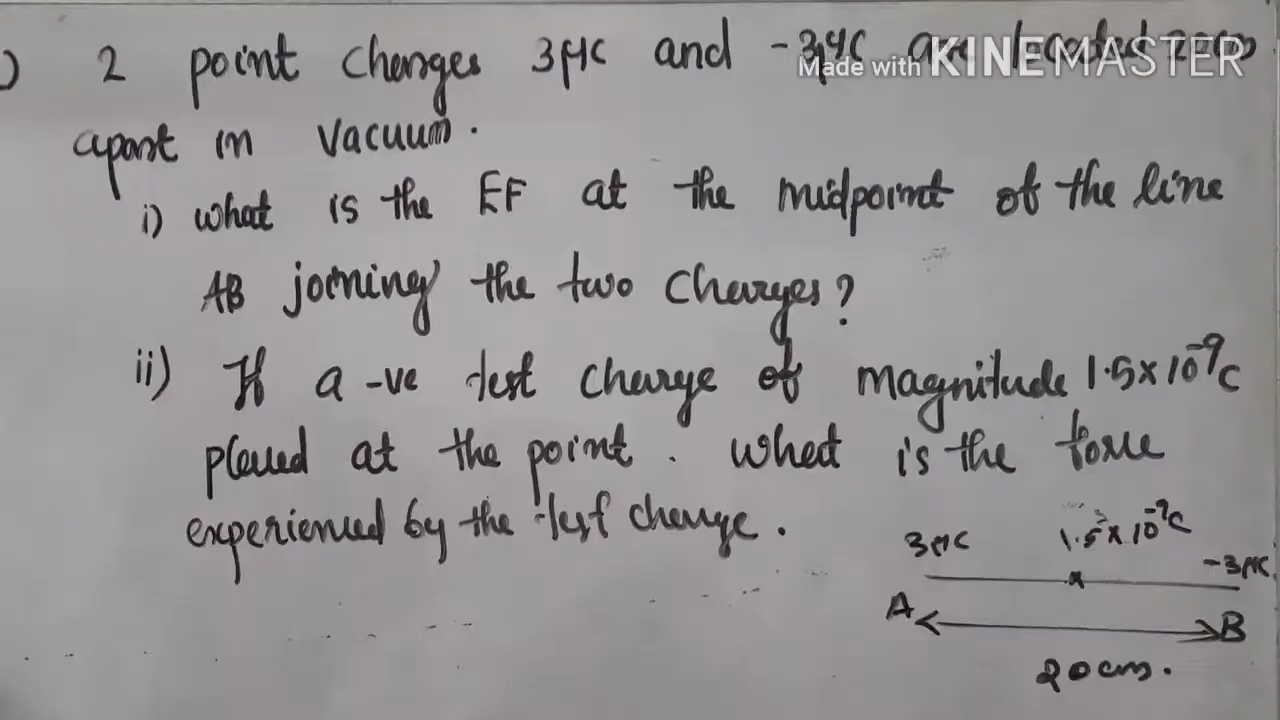 2 point charges 3μC and -3μC are located 20cm
Made with KINEMASTER
apart in vacuum.
i) what is the EF at the midpoint of the line
AB joining the two charges?
ii) If a -ve test charge of magnitude 1.5×10⁻⁹C
placed at the point. what is the force
experienced by the test charge.
3μC 1.5×10⁻⁹C -3μC
A B
20cm.